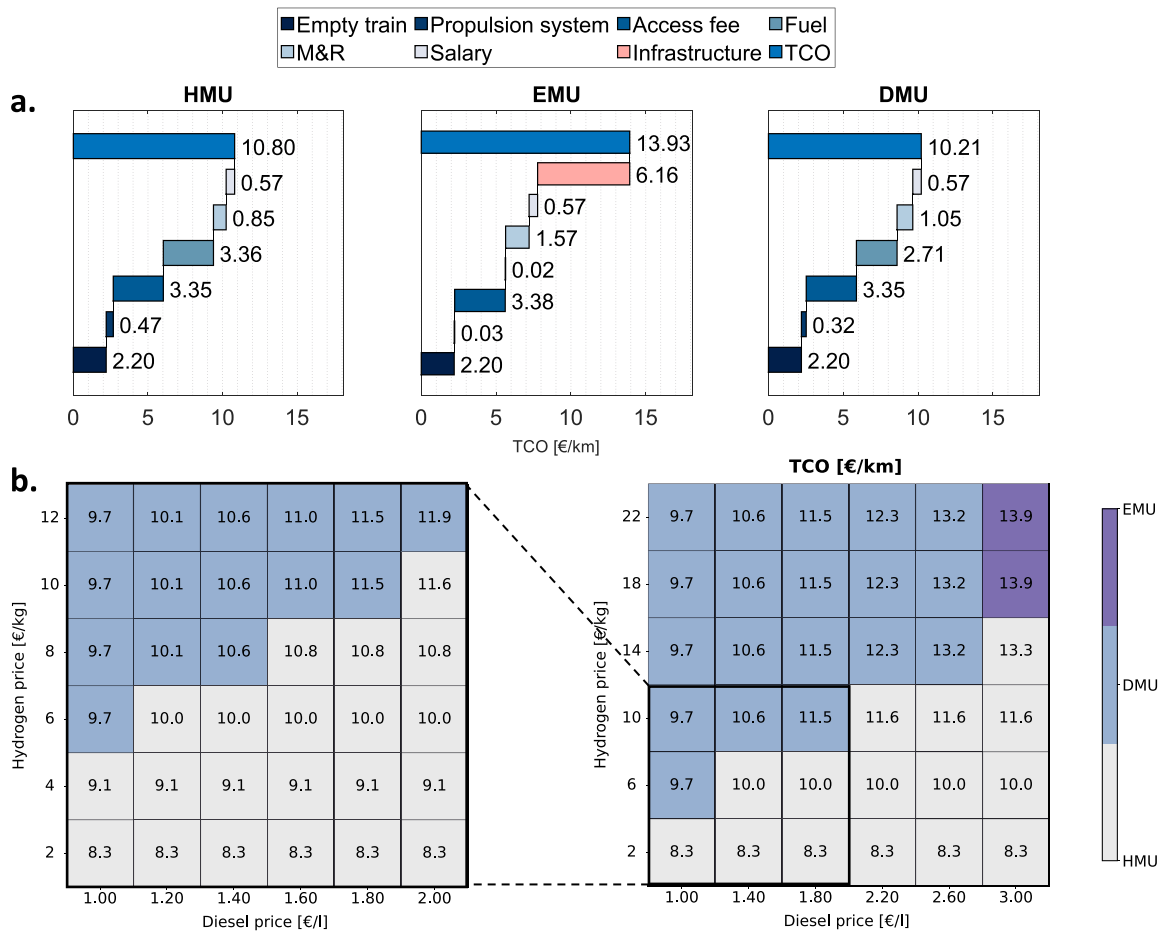 Empty train Propulsion system Access fee Fuel
M&R Salary Infrastructure TCO
a.
HMU EMU DMU
10.80 13.93 10.21
0.57 6.16 0.57
0.85 0.57 1.05
3.36 1.57 2.71
3.35 0.02 3.35
0.47 3.38 0.32
2.20 0.03 2.20
2.20
0 5 10 15 0 5 10 15 0 5 10 15
TCO [€/km]
b.
Hydrogen price [€/kg]
12 9.7 10.1 10.6 11.0 11.5 11.9
10 9.7 10.1 10.6 11.0 11.5 11.6
8 9.7 10.1 10.6 10.8 10.8 10.8
6 9.7 10.0 10.0 10.0 10.0 10.0
4 9.1 9.1 9.1 9.1 9.1 9.1
2 8.3 8.3 8.3 8.3 8.3 8.3
1.00 1.20 1.40 1.60 1.80 2.00
Diesel price [€/l]
TCO [€/km]
Hydrogen price [€/kg]
22 9.7 10.6 11.5 12.3 13.2 13.9
18 9.7 10.6 11.5 12.3 13.2 13.9
14 9.7 10.6 11.5 12.3 13.2 13.3
10 9.7 10.6 11.5 11.6 11.6 11.6
6 9.7 10.0 10.0 10.0 10.0 10.0
2 8.3 8.3 8.3 8.3 8.3 8.3
1.00 1.40 1.80 2.20 2.60 3.00
Diesel price [€/l]
EMU
DMU
HMU